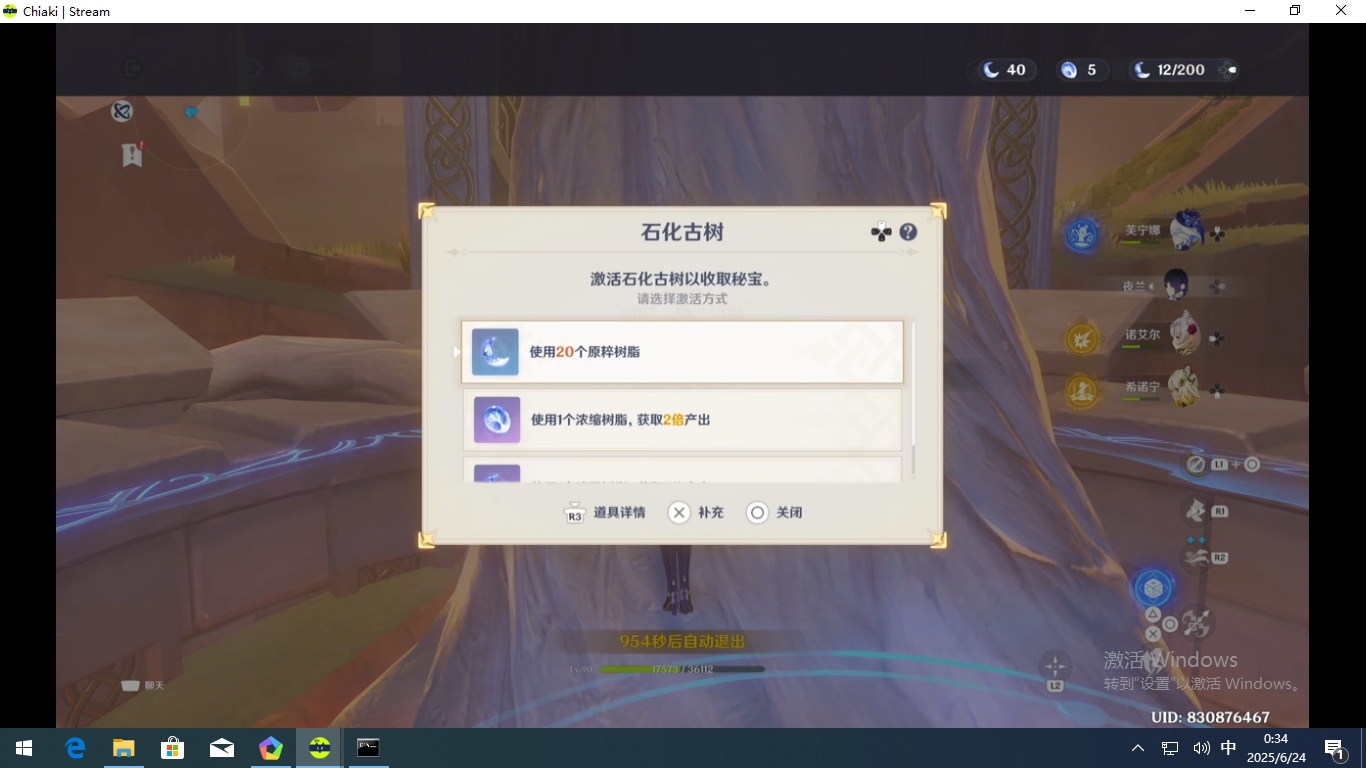 Chiaki | Stream
40
5
12/200
石化古树
激活石化古树以收取秘宝。
请选择激活方式
使用20个原粹树脂
使用1个浓缩树脂，获取2倍产出
R3 道具详情
补充
关闭
芙宁娜
夜兰
诺艾尔
希诺宁
L1 +
R1
R2
L2
954秒后自动退出
Lv.90
17573 / 36112
聊天
激活 Windows
转到"设置"以激活 Windows。
UID: 830876467
中
0:34
2025/6/24
1